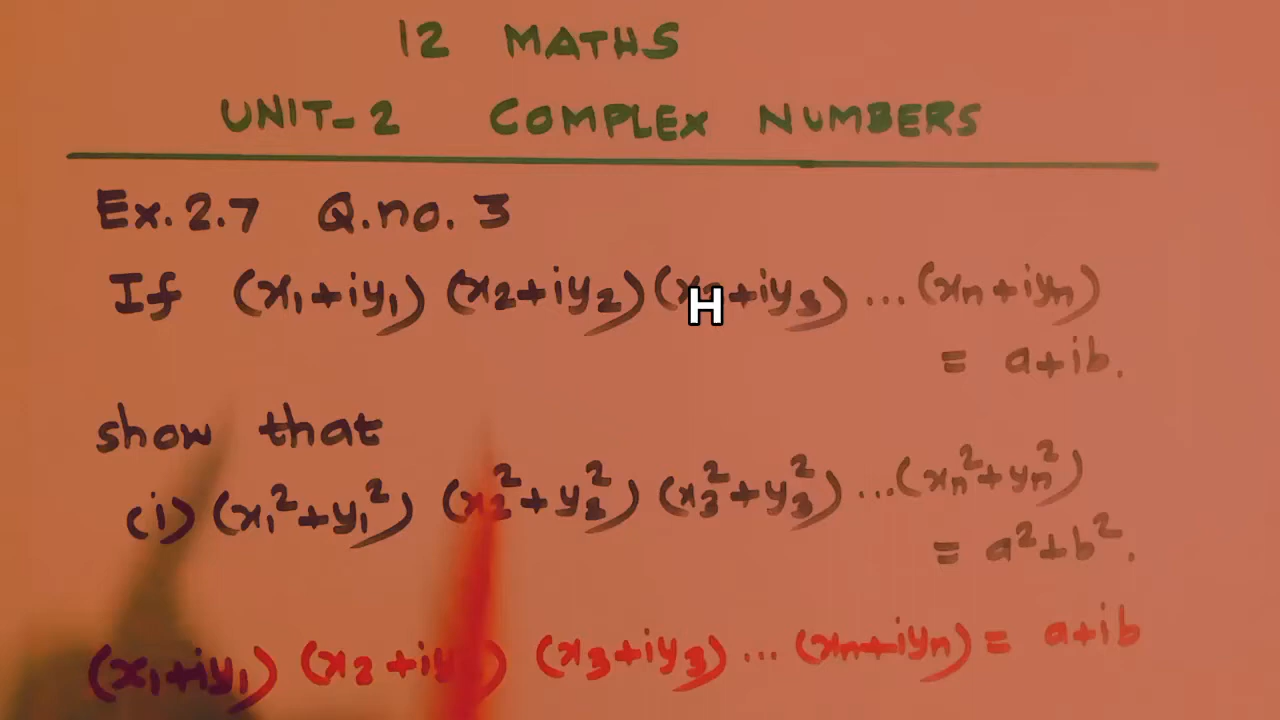 12 MATHS
UNIT-2 COMPLEX NUMBERS
Ex. 2.7 Q.no. 3
If (x₁+iy₁) (x₂+iy₂) (x₃+iy₃) ... (xₙ+iyₙ)
= a+ib.
H
show that
(i) (x₁²+y₁²) (x₂²+y₂²) (x₃²+y₃²) ... (xₙ²+yₙ²)
= a²+b².
(x₁+iy₁) (x₂+iy₂) (x₃+iy₃) ... (xₙ+iyₙ) = a+ib